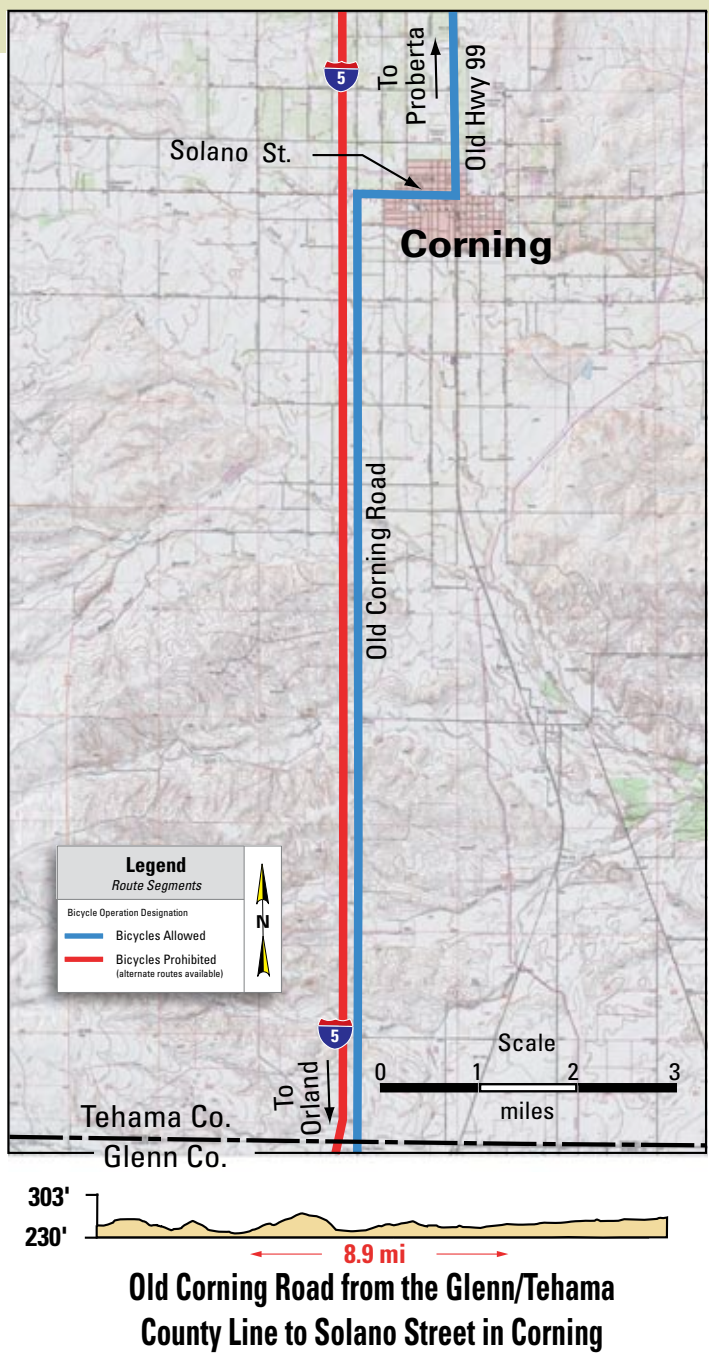 5
To
Proberta
Old Hwy 99
Solano St.
Corning
Old Corning Road
Legend
Route Segments
Bicycle Operation Designation
Bicycles Allowed
Bicycles Prohibited
(alternate routes available)
N
5
To
Orland
Scale
0 1 2 3
miles
Tehama Co.
Glenn Co.
303'
230'
8.9 mi
Old Corning Road from the Glenn/Tehama
County Line to Solano Street in Corning